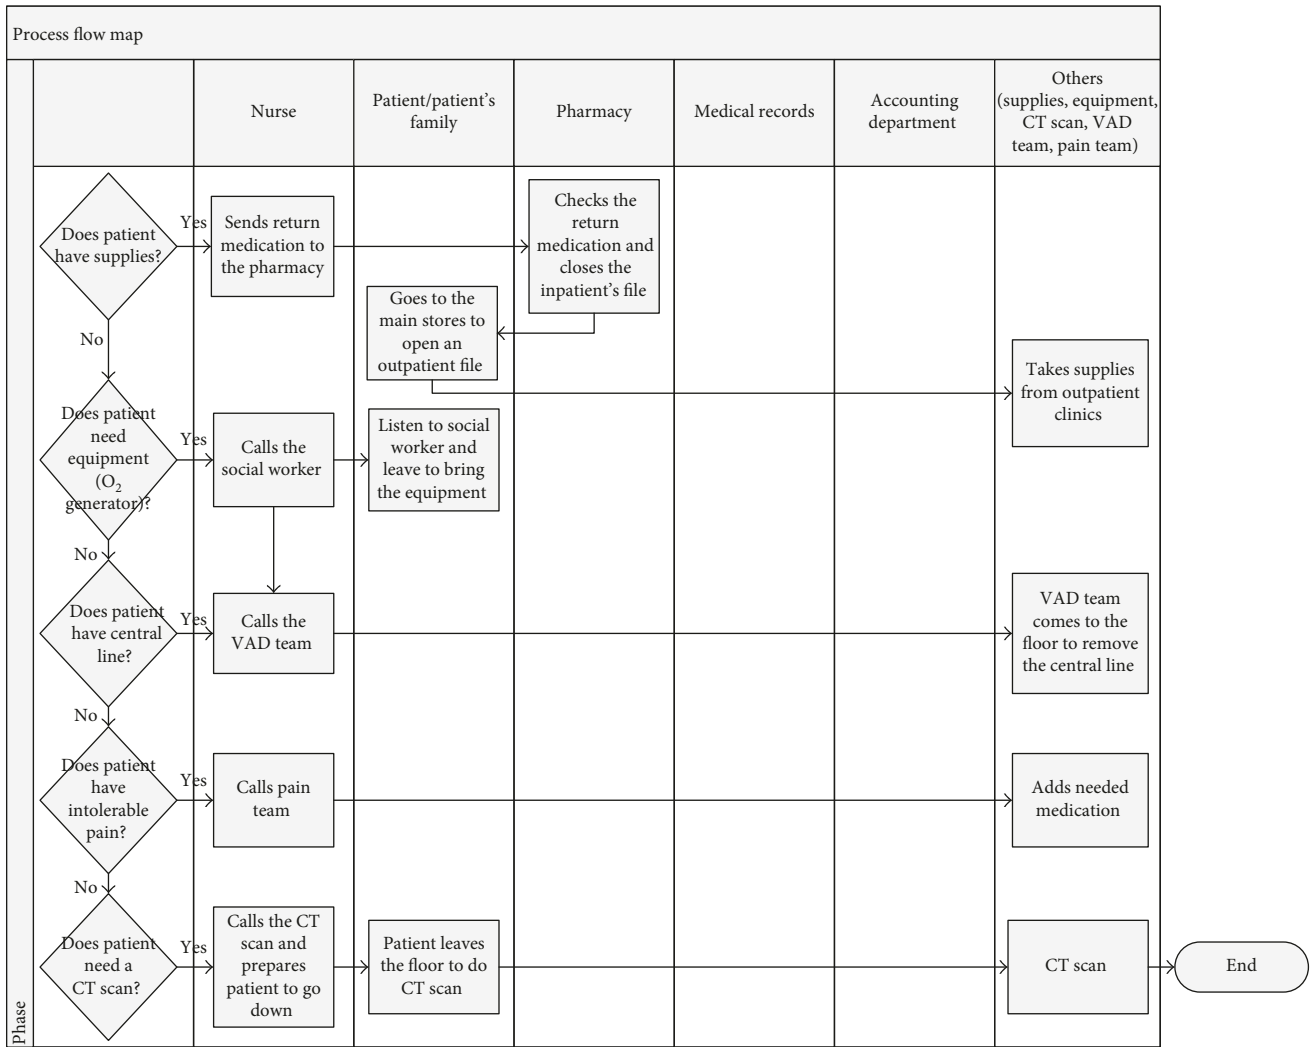 Process flow map
Nurse
Patient/patient's
family
Pharmacy
Medical records
Accounting
department
Others
(supplies, equipment,
CT scan, VAD
team, pain team)
Phase
Does patient
have supplies?
Yes
Sends return
medication to
the pharmacy
Checks the
return
medication and
closes the
inpatient's file
Goes to the
main stores to
open an
outpatient file
Takes supplies
from outpatient
clinics
No
Does patient
need
equipment
(O₂
generator)?
Yes
Calls the
social worker
Listen to social
worker and
leave to bring
the equipment
No
Does patient
have central
line?
Yes
Calls the
VAD team
VAD team
comes to the
floor to remove
the central line
No
Does patient
have
intolerable
pain?
Yes
Calls pain
team
Adds needed
medication
No
Does patient
need a
CT scan?
Yes
Calls the CT
scan and
prepares
patient to go
down
Patient leaves
the floor to do
CT scan
CT scan
End